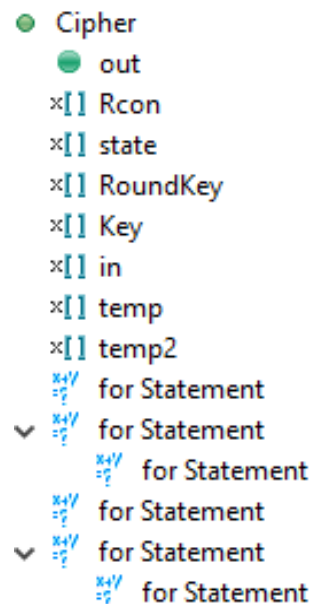 Cipher
out
x[] Rcon
x[] state
x[] RoundKey
x[] Key
x[] in
x[] temp
x[] temp2
x+y=? for Statement
x+y=? for Statement
x+y=? for Statement
x+y=? for Statement
x+y=? for Statement
x+y=? for Statement